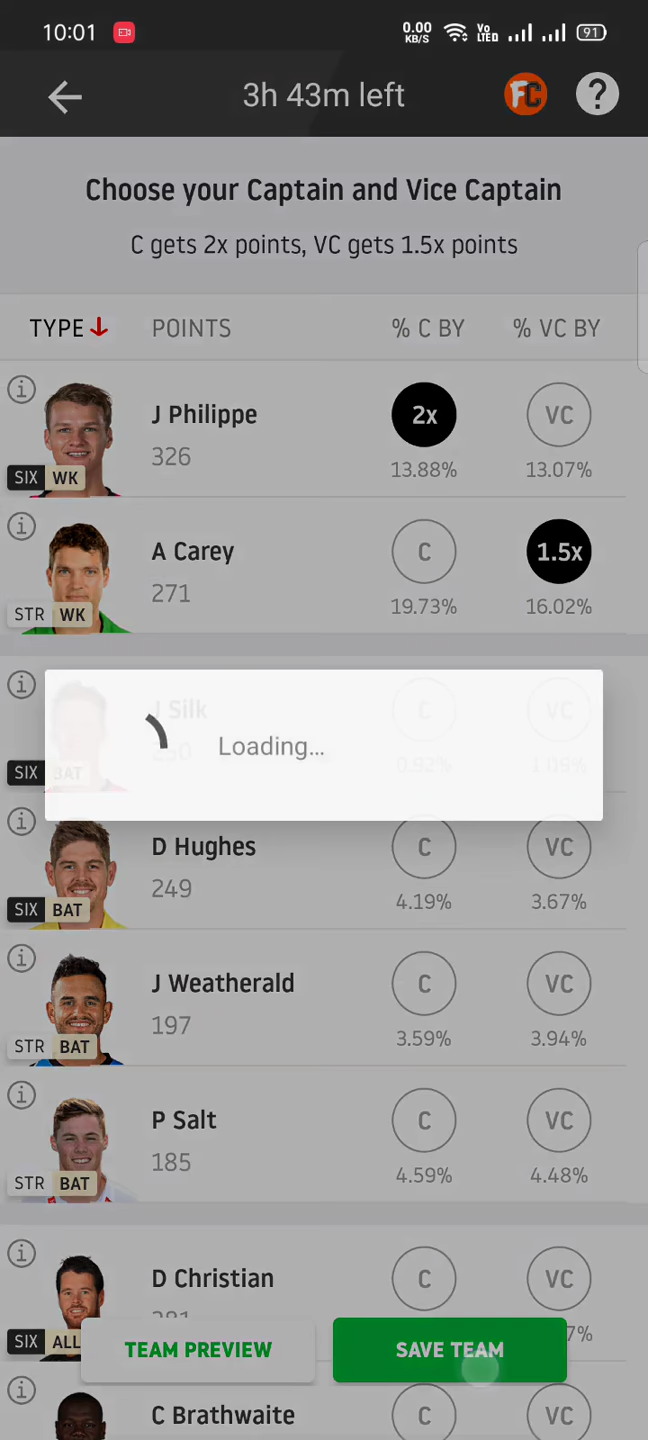 10:01 0.00 KB/S Vo LTED 91
3h 43m left FC ?
Choose your Captain and Vice Captain
C gets 2x points, VC gets 1.5x points
TYPE POINTS % C BY % VC BY
J Philippe 2x VC
326 13.88% 13.07%
SIX WK
A Carey C 1.5x
271 19.73% 16.02%
STR WK
J Silk C VC
250 0.92% 1.09%
SIX BAT
Loading...
D Hughes C VC
249 4.19% 3.67%
SIX BAT
J Weatherald C VC
197 3.59% 3.94%
STR BAT
P Salt C VC
185 4.59% 4.48%
STR BAT
D Christian C VC
281 7%
SIX ALL
TEAM PREVIEW SAVE TEAM
C Brathwaite C VC